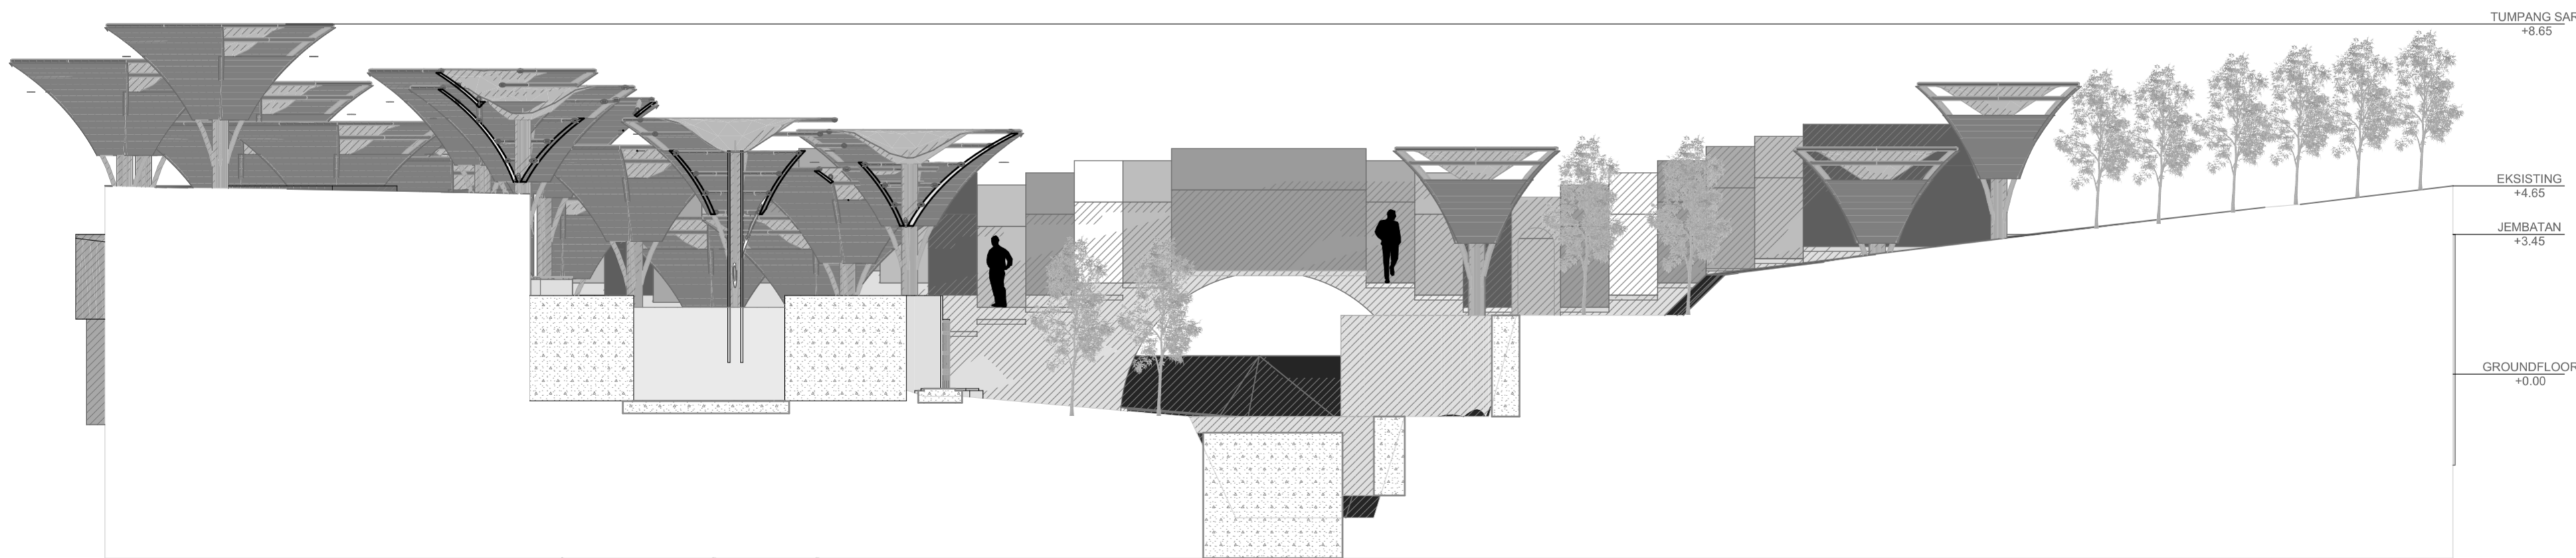 TUMPANG SAR
+8.65
EKSISTING
+4.65
JEMBATAN
+3.45
GROUNDFLOOR
+0.00